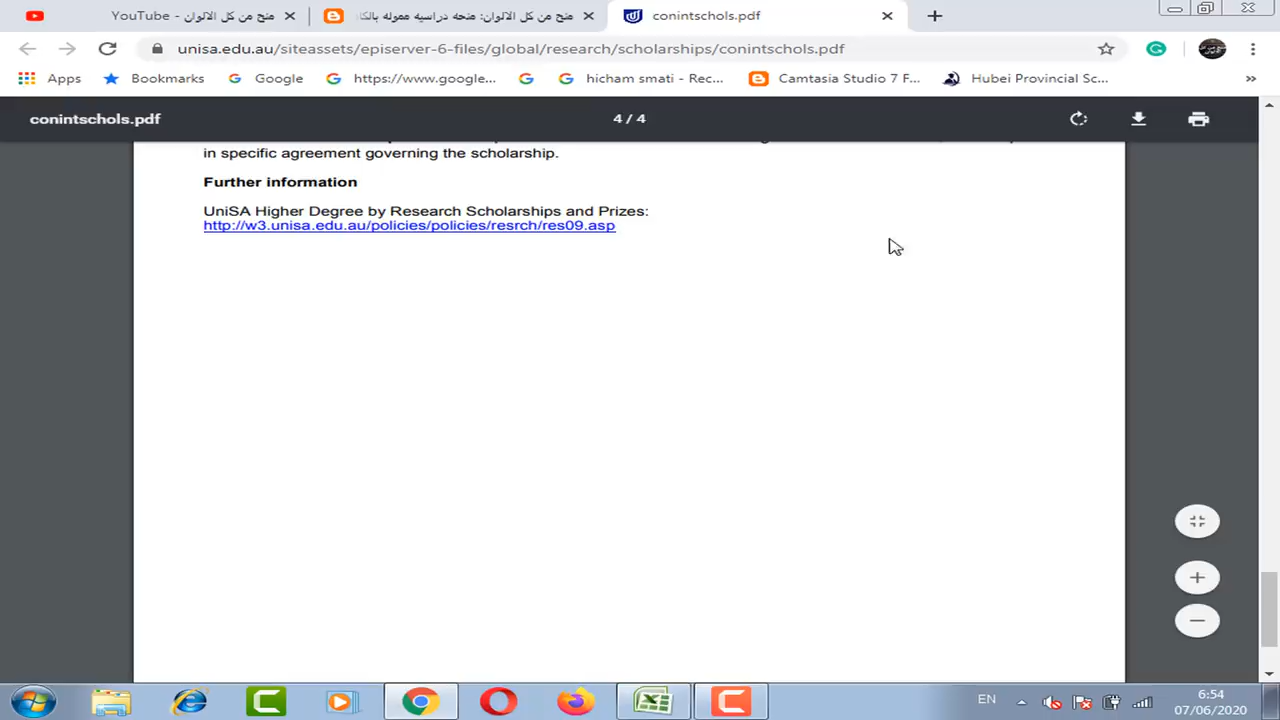 منح من كل الالوان - YouTube
منح من كل الالوان: منحه دراسيه مموله بالكا
conintschols.pdf
unisa.edu.au/siteassets/episerver-6-files/global/research/scholarships/conintschols.pdf
Apps
Bookmarks
Google
https://www.google...
hicham smati - Rec...
Camtasia Studio 7 F...
Hubei Provincial Sc...
»
conintschols.pdf
4 / 4
in specific agreement governing the scholarship.
Further information
UniSA Higher Degree by Research Scholarships and Prizes:
http://w3.unisa.edu.au/policies/policies/resrch/res09.asp
EN
6:54
07/06/2020